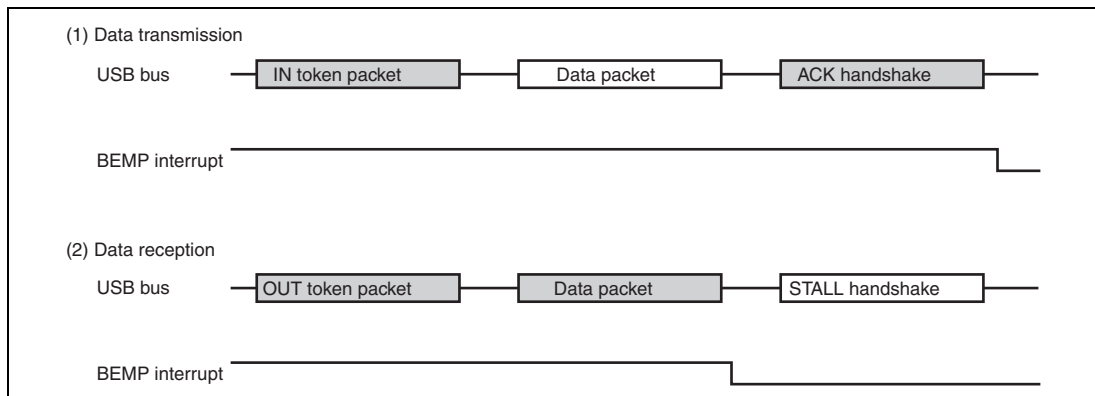 (1) Data transmission
USB bus IN token packet Data packet ACK handshake
BEMP interrupt
(2) Data reception
USB bus OUT token packet Data packet STALL handshake
BEMP interrupt